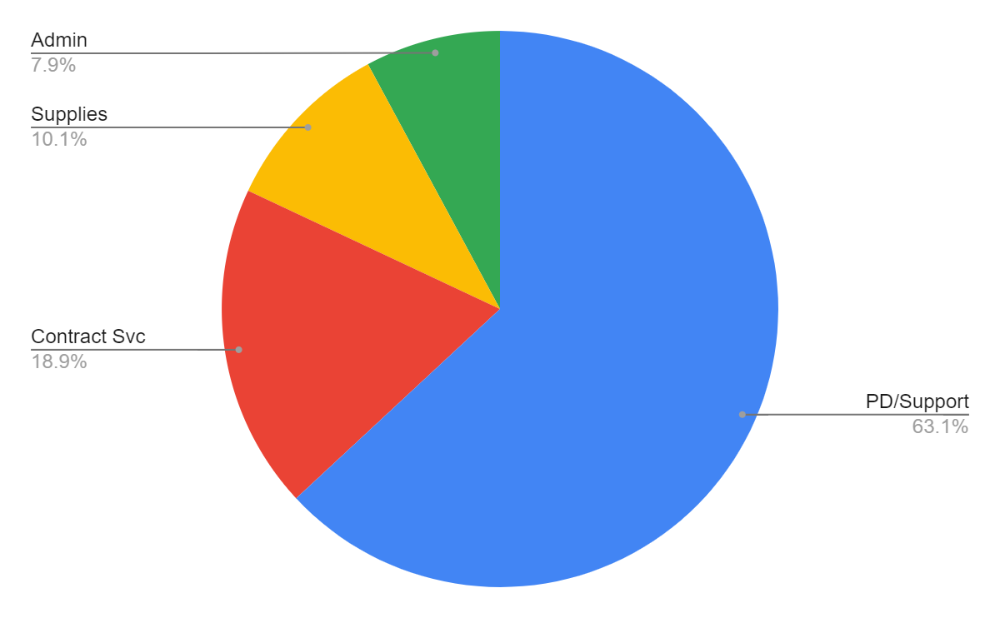 Admin
7.9%
Supplies
10.1%
Contract Svc
18.9%
PD/Support
63.1%